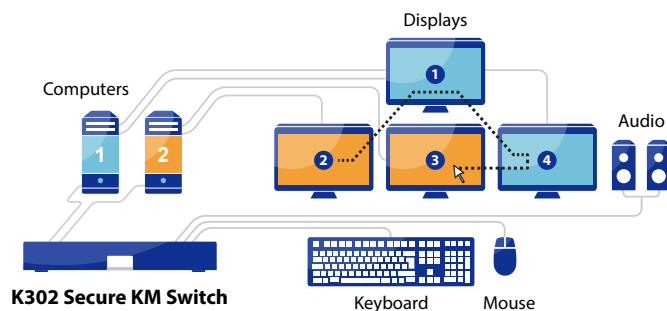 Displays
1
Computers
1 2
Audio
2 3 4
K302 Secure KM Switch
Keyboard Mouse